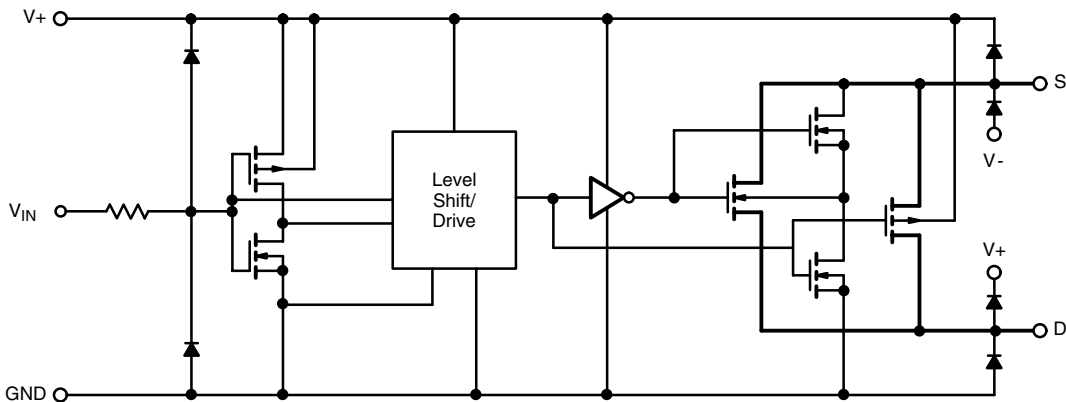 V+
S
V-
Level
Shift/
Drive
VIN
V+
D
GND